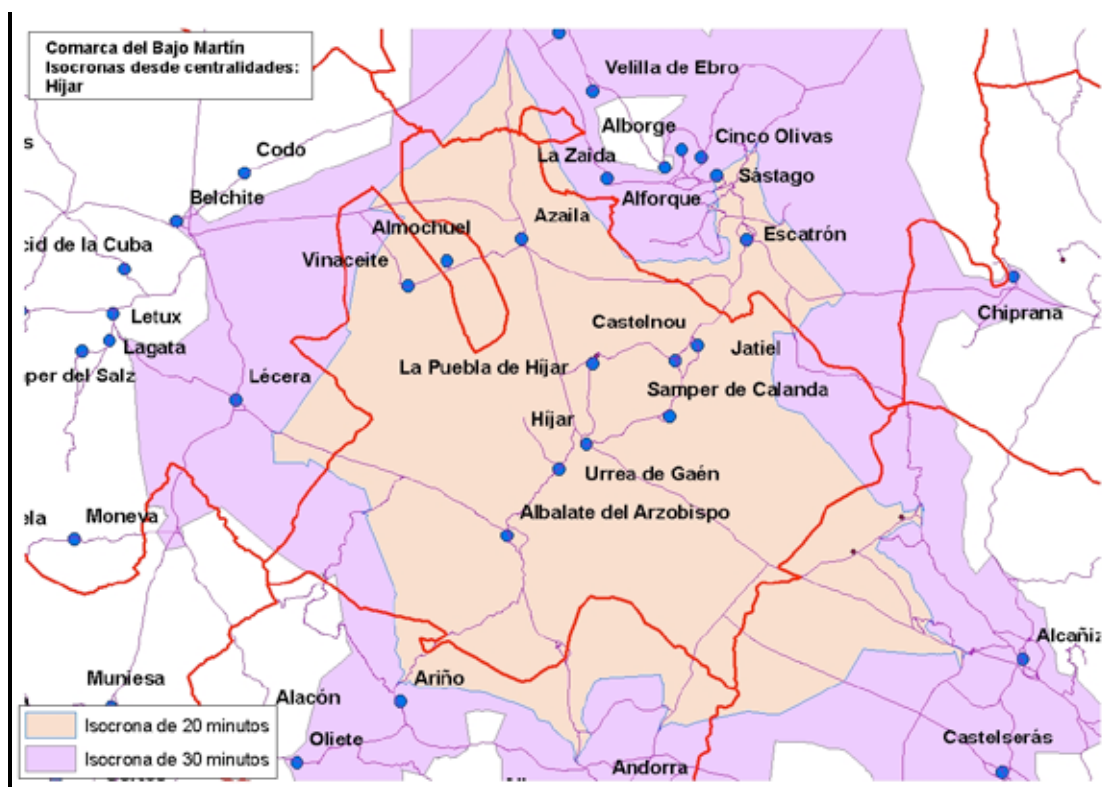 Comarca del Bajo Martín
Isocronas desde centralidades:
Híjar
Velilla de Ebro
Alborge
Cinco Olivas
Codo
La Zaida
Sástago
Belchite
Alforque
Azaila
Almochuel
Escatrón
cid de la Cuba
Vinaceite
Chiprana
Letux
Castelnou
Lagata
Jatiel
La Puebla de Híjar
per del Salz
Lécera
Samper de Calanda
Híjar
Urrea de Gaén
ela
Moneva
Albalate del Arzobispo
Alcañiz
Muniesa
Ariño
Alacón
Isocrona de 20 minutos
Oliete
Castelserás
Isocrona de 30 minutos
Andorra